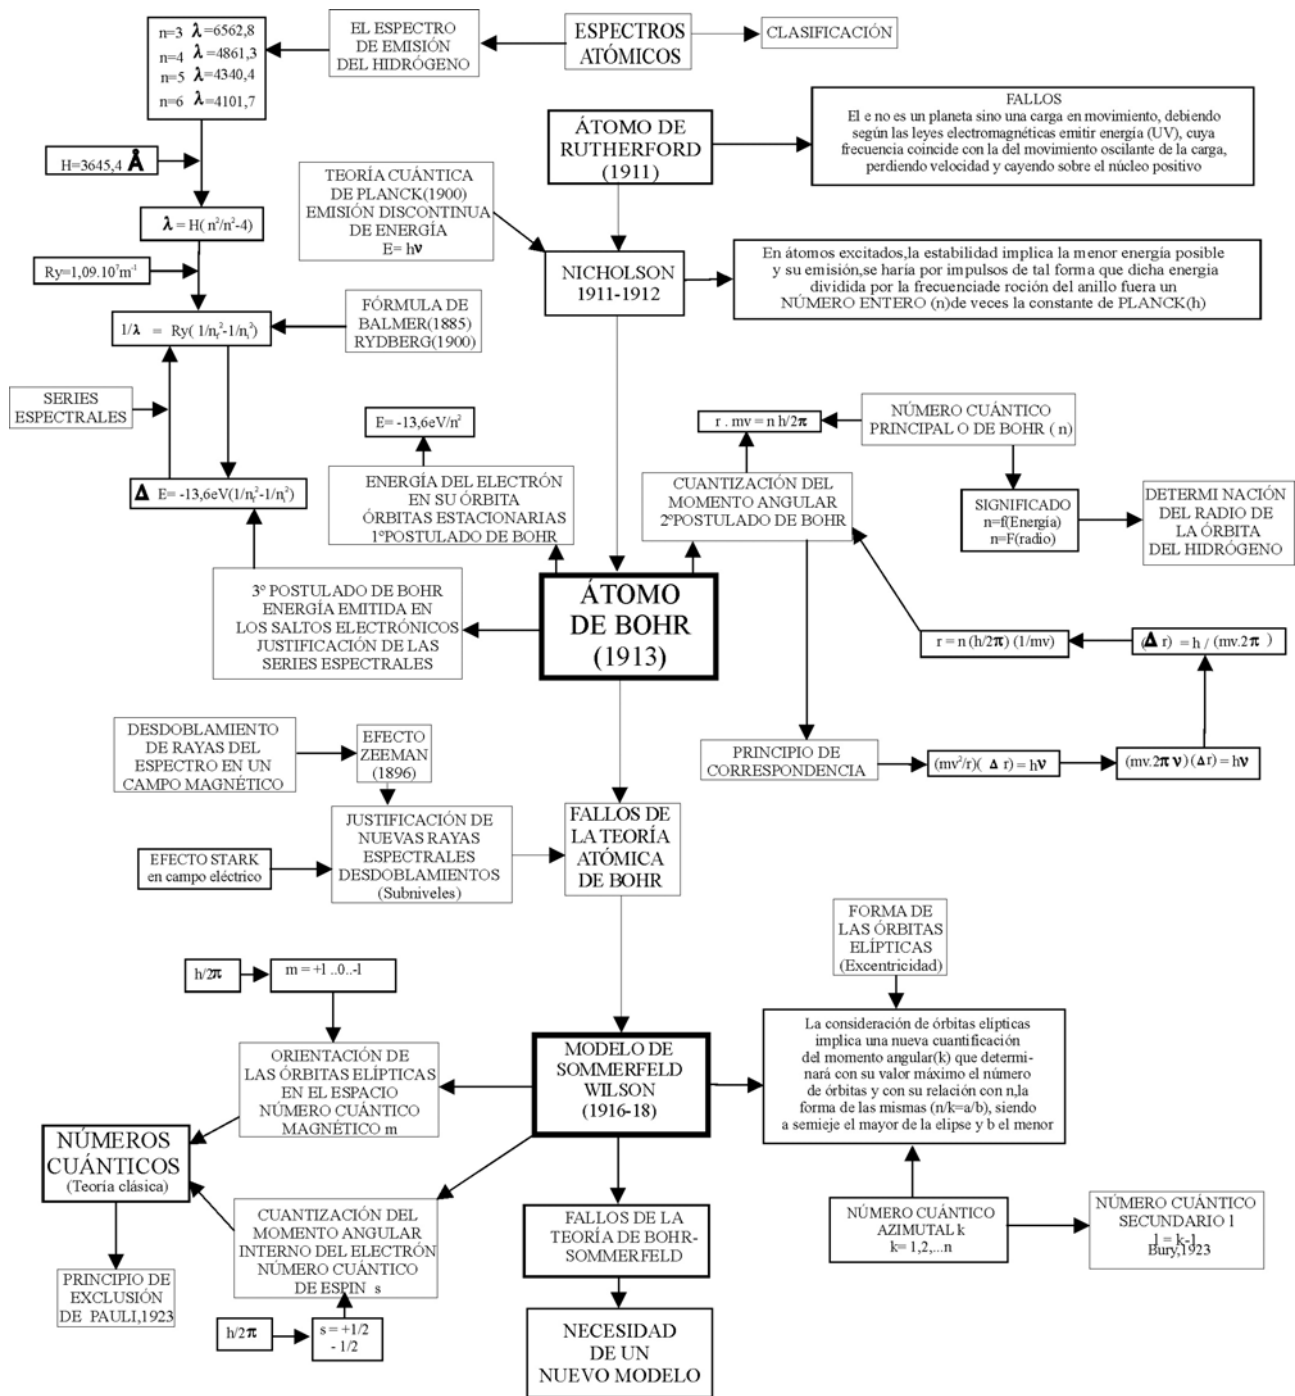 n=3 λ=6562,8
n=4 λ=4861,3
n=5 λ=4340,4
n=6 λ=4101,7
EL ESPECTRO
DE EMISIÓN
DEL HIDRÓGENO
ESPECTROS
ATÓMICOS
CLASIFICACIÓN
FALLOS
El e no es un planeta sino una carga en movimiento, debiendo
según las leyes electromagnéticas emitir energía (UV), cuya
frecuencia coincide con la del movimiento oscilante de la carga,
perdiendo velocidad y cayendo sobre el núcleo positivo
ÁTOMO DE
RUTHERFORD
(1911)
H=3645,4 Å
TEORÍA CUÁNTICA
DE PLANCK(1900)
EMISIÓN DISCONTINUA
DE ENERGÍA
E= hν
λ = H( n²/n²-4)
Ry=1,09.10⁷m⁻¹
NICHOLSON
1911-1912
En átomos excitados,la estabilidad implica la menor energía posible
y su emisión,se haría por impulsos de tal forma que dicha energia
dividida por la frecuenciade roción del anillo fuera un
NÚMERO ENTERO (n)de veces la constante de PLANCK(h)
1/λ = Ry( 1/nf²-1/ni²)
FÓRMULA DE
BALMER(1885)
RYDBERG(1900)
SERIES
ESPECTRALES
E= -13,6eV/n²
r . mv = n h/2π
NÚMERO CUÁNTICO
PRINCIPAL O DE BOHR ( n)
Δ E= -13,6eV(1/nf²-1/ni²)
ENERGÍA DEL ELECTRÓN
EN SU ÓRBITA
ÓRBITAS ESTACIONARIAS
1ºPOSTULADO DE BOHR
CUANTIZACIÓN DEL
MOMENTO ANGULAR
2ºPOSTULADO DE BOHR
SIGNIFICADO
n=f(Energía)
n=F(radio)
DETERMI NACIÓN
DEL RADIO DE
LA ÓRBITA
DEL HIDRÓGENO
3º POSTULADO DE BOHR
ENERGÍA EMITIDA EN
LOS SALTOS ELECTRÓNICOS
JUSTIFICACIÓN DE LAS
SERIES ESPECTRALES
ÁTOMO
DE BOHR
(1913)
r = n (h/2π) (1/mv)
(Δ r) = h / (mv.2π )
DESDOBLAMIENTO
DE RAYAS DEL
ESPECTRO EN UN
CAMPO MAGNÉTICO
EFECTO
ZEEMAN
(1896)
PRINCIPIO DE
CORRESPONDENCIA
(mv²/r)( Δ r) = hν
(mv.2π ν) (Δr) = hν
EFECTO STARK
en campo eléctrico
JUSTIFICACIÓN DE
NUEVAS RAYAS
ESPECTRALES
DESDOBLAMIENTOS
(Subniveles)
FALLOS DE
LA TEORÍA
ATÓMICA
DE BOHR
FORMA DE
LAS ÓRBITAS
ELÍPTICAS
(Excentricidad)
h/2π
m = +l ..0..-l
ORIENTACIÓN DE
LAS ÓRBITAS ELÍPTICAS
EN EL ESPACIO
NÚMERO CUÁNTICO
MAGNÉTICO m
MODELO DE
SOMMERFELD
WILSON
(1916-18)
La consideración de órbitas elípticas
implica una nueva cuantificación
del momento angular(k) que determi-
nará con su valor máximo el número
de órbitas y con su relación con n,la
forma de las mismas (n/k=a/b), siendo
a semieje el mayor de la elipse y b el menor
NÚMEROS
CUÁNTICOS
(Teoría clásica)
CUANTIZACIÓN DEL
MOMENTO ANGULAR
INTERNO DEL ELECTRÓN
NÚMERO CUÁNTICO
DE ESPIN s
FALLOS DE LA
TEORÍA DE BOHR-
SOMMERFELD
NÚMERO CUÁNTICO
AZIMUTAL k
k= 1,2,...n
NÚMERO CUÁNTICO
SECUNDARIO l
l = k-1
Bury,1923
PRINCIPIO DE
EXCLUSIÓN
DE PAULI,1923
h/2π
s = +1/2
- 1/2
NECESIDAD
DE UN
NUEVO MODELO